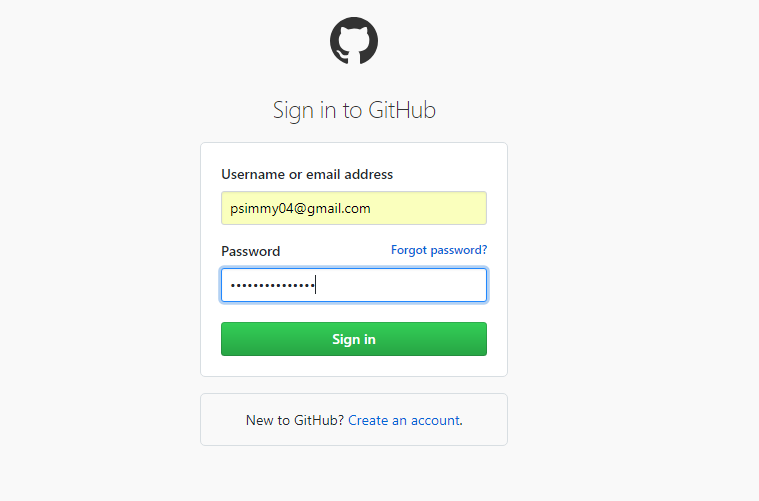 Sign in to GitHub
Username or email address
psimmy04@gmail.com
Password Forgot password?
•••••••••••••••
Sign in
New to GitHub? Create an account.